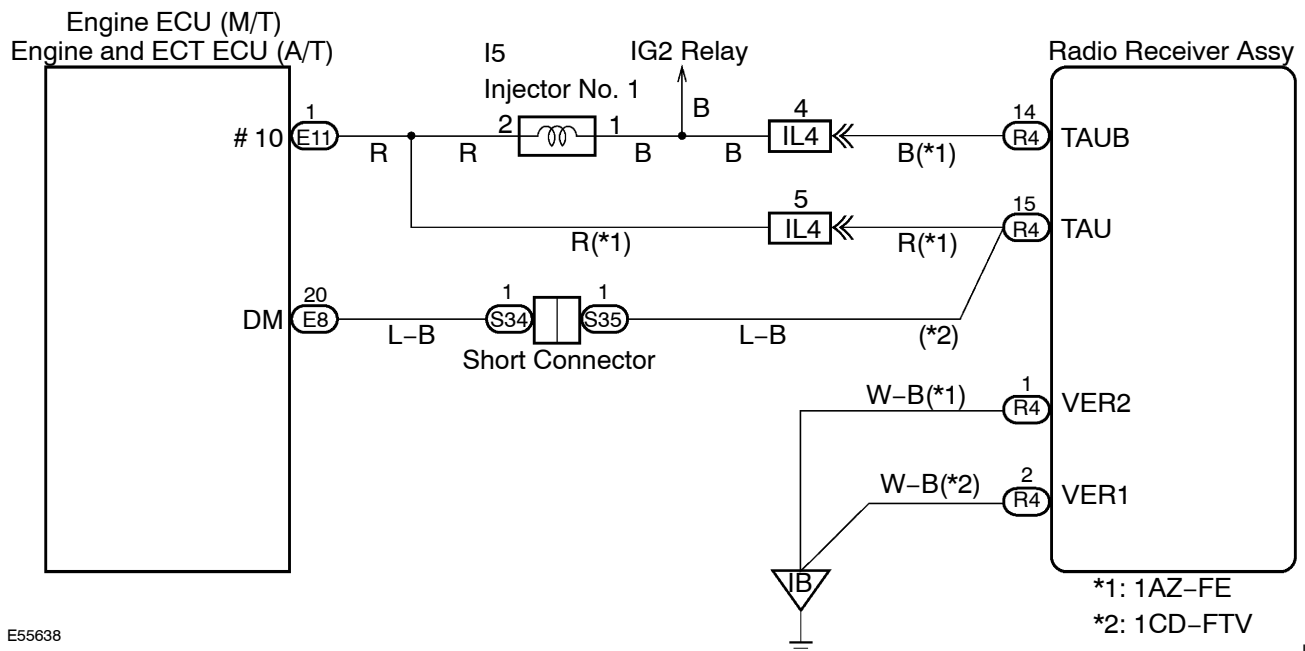 Engine ECU (M/T)
Engine and ECT ECU (A/T)
I5
Injector No. 1
IG2 Relay
Radio Receiver Assy
# 10
1
E11
R
R
2
1
B
B
B
4
IL4
B(*1)
14
R4
TAUB
R(*1)
5
IL4
R(*1)
15
R4
TAU
DM
20
E8
L−B
1
S34
1
S35
Short Connector
L−B
(*2)
W−B(*1)
1
R4
VER2
W−B(*2)
2
R4
VER1
IB
*1: 1AZ−FE
*2: 1CD−FTV
E55638